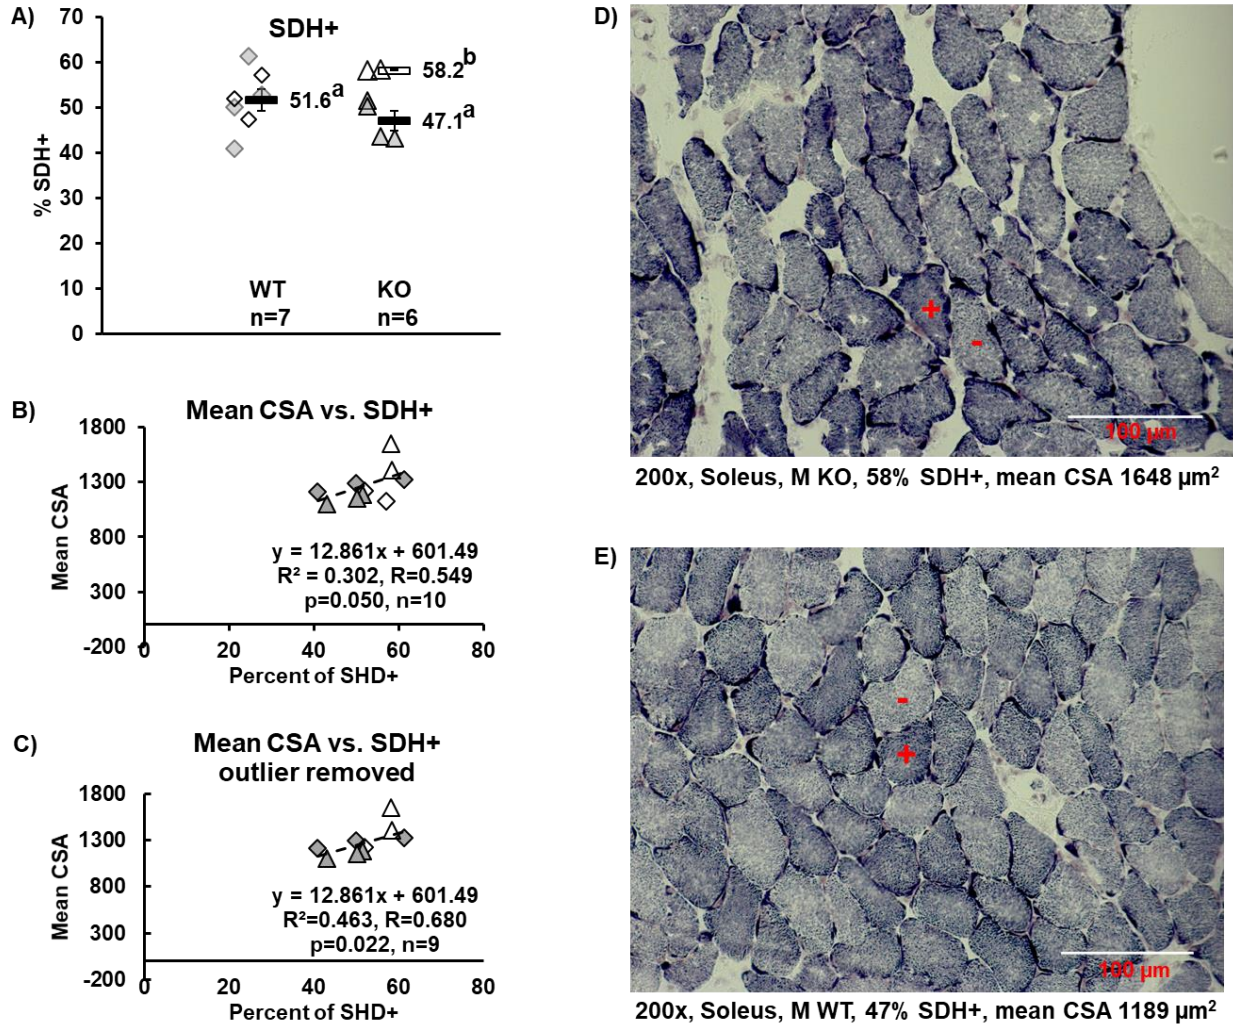 A)
SDH+
70
60
50
40
30
20
10
0
% SDH+
51.6a
58.2b
47.1a
WT
n=7
KO
n=6
B)
Mean CSA vs. SDH+
1800
1300
800
300
-200
Mean CSA
y = 12.861x + 601.49
R² = 0.302, R=0.549
p=0.050, n=10
0 20 40 60 80
Percent of SHD+
C)
Mean CSA vs. SDH+
outlier removed
1800
1300
800
300
-200
Mean CSA
y = 12.861x + 601.49
R²=0.463, R=0.680
p=0.022, n=9
0 20 40 60 80
Percent of SHD+
D)
+
-
100 µm
200x, Soleus, M KO, 58% SDH+, mean CSA 1648 µm²
E)
-
+
100 µm
200x, Soleus, M WT, 47% SDH+, mean CSA 1189 µm²